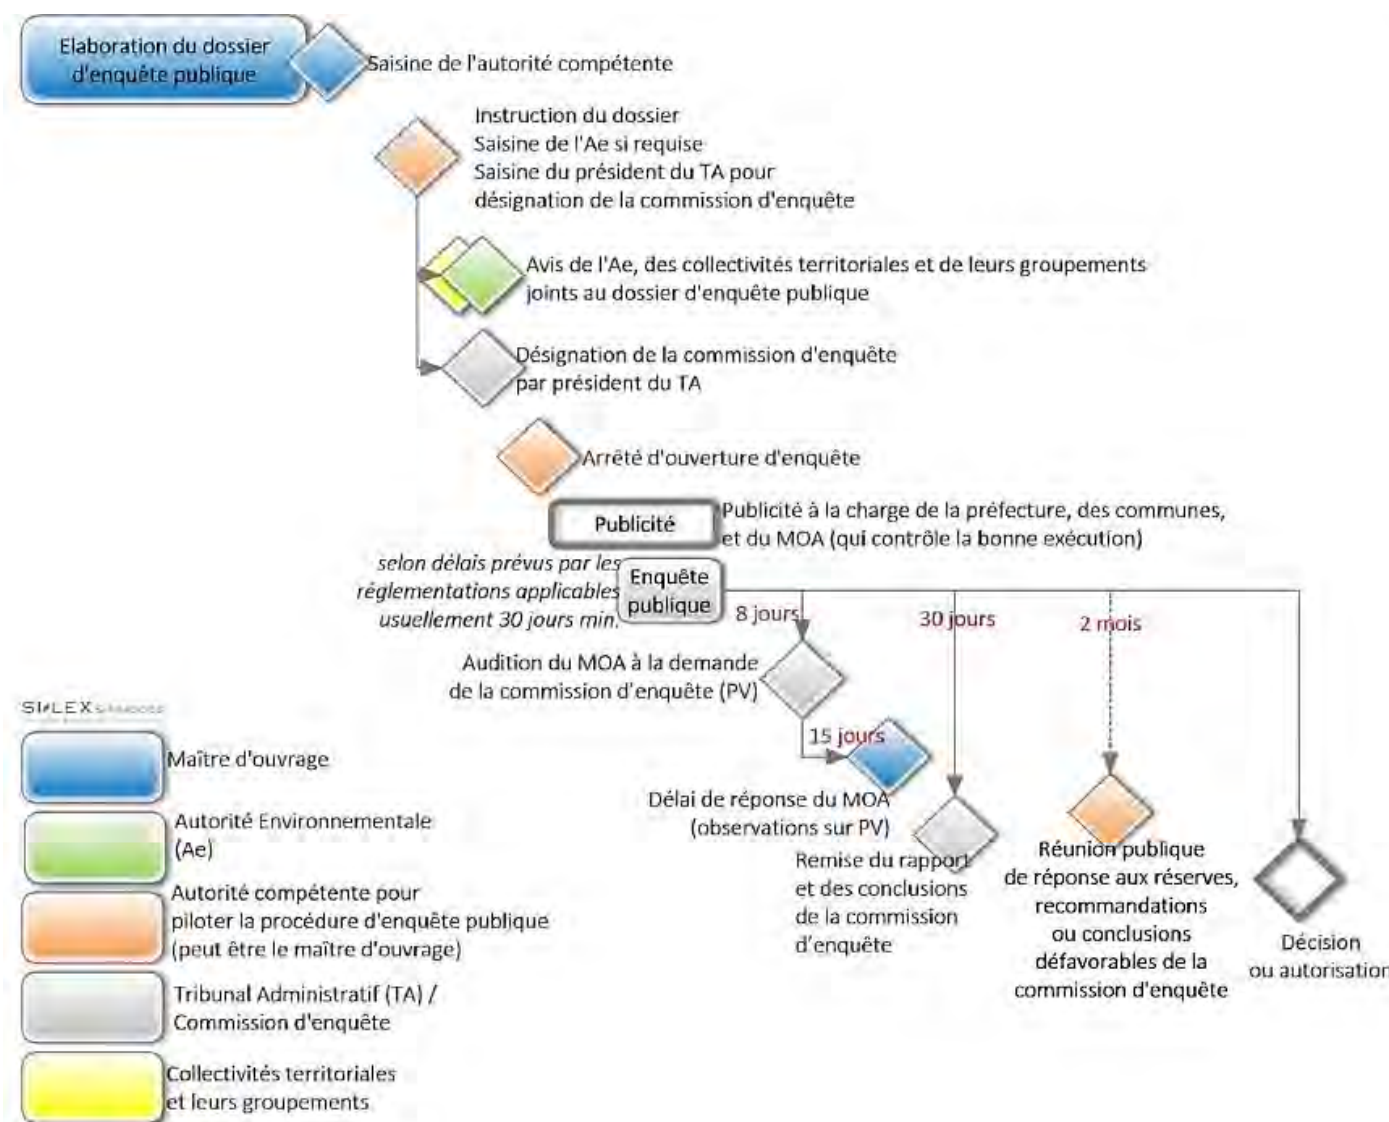 Elaboration du dossier
d'enquête publique
Saisine de l'autorité compétente
Instruction du dossier
Saisine de l'Ae si requise
Saisine du président du TA pour
désignation de la commission d'enquête
Avis de l'Ae, des collectivités territoriales et de leurs groupements
joints au dossier d'enquête publique
Désignation de la commission d'enquête
par président du TA
Arrêté d'ouverture d'enquête
Publicité
Publicité à la charge de la préfecture, des communes,
et du MOA (qui contrôle la bonne exécution)
selon délais prévus par les
réglementations applicables
usuellement 30 jours min.
Enquête
publique
8 jours
30 jours
2 mois
Audition du MOA à la demande
de la commission d'enquête (PV)
15 jours
Délai de réponse du MOA
(observations sur PV)
Remise du rapport
et des conclusions
de la commission
d'enquête
Réunion publique
de réponse aux réserves,
recommandations
ou conclusions
défavorables de la
commission d'enquête
Décision
ou autorisation
Maître d'ouvrage
Autorité Environnementale
(Ae)
Autorité compétente pour
piloter la procédure d'enquête publique
(peut être le maître d'ouvrage)
Tribunal Administratif (TA) /
Commission d'enquête
Collectivités territoriales
et leurs groupements